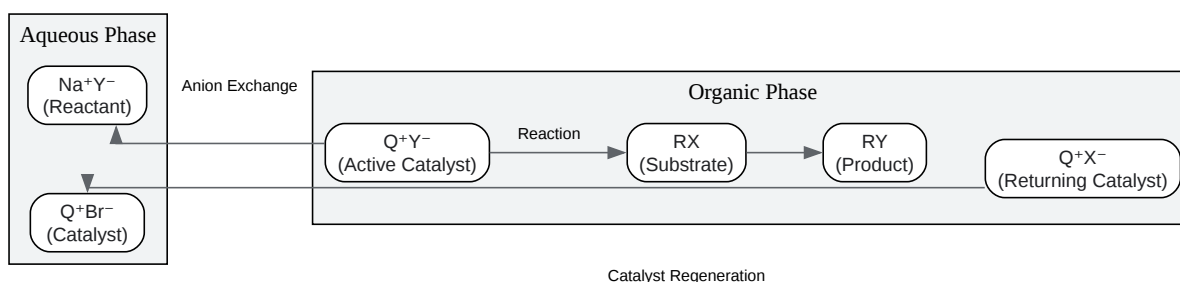 Aqueous Phase
Na⁺Y⁻
(Reactant)
Anion Exchange
Organic Phase
Q⁺Y⁻
(Active Catalyst)
Reaction
RX
(Substrate)
RY
(Product)
Q⁺X⁻
(Returning Catalyst)
Q⁺Br⁻
(Catalyst)
Catalyst Regeneration